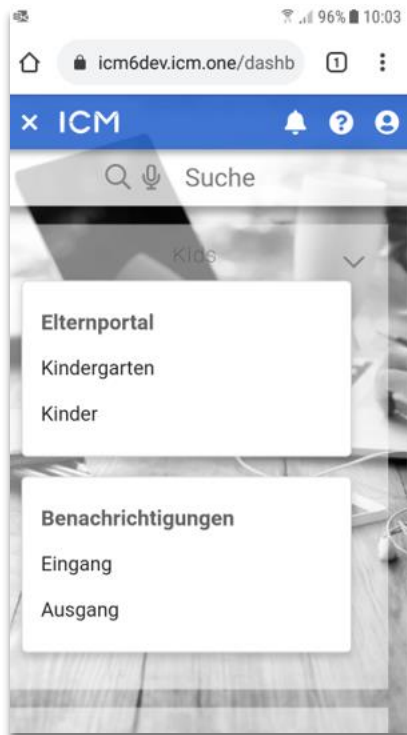 96% 10:03
icm6dev.icm.one/dashb 1
× ICM
Suche
Kids
Elternportal
Kindergarten
Kinder
Benachrichtigungen
Eingang
Ausgang